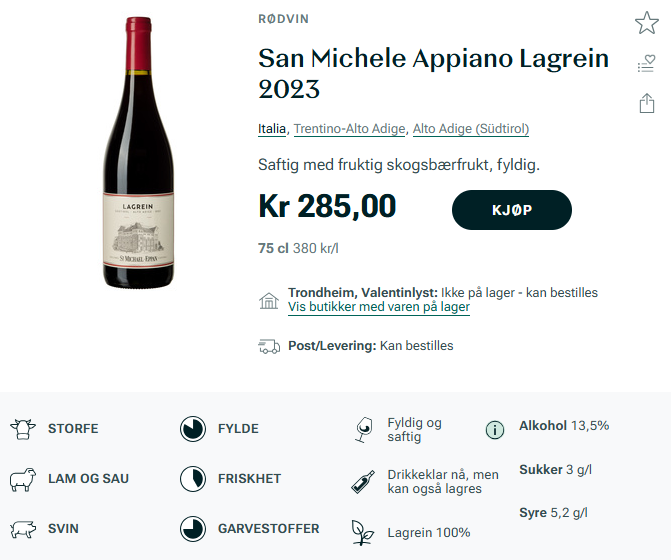 RØDVIN
San Michele Appiano Lagrein
2023
Italia, Trentino-Alto Adige, Alto Adige (Südtirol)
Saftig med fruktig skogsbærfrukt, fyldig.
Kr 285,00
KJØP
75 cl 380 kr/l
Trondheim, Valentinlyst: Ikke på lager - kan bestilles
Vis butikker med varen på lager
Post/Levering: Kan bestilles
LAGREIN
ST. MICHAEL-EPPAN
STORFE
LAM OG SAU
SVIN
FYLDE
FRISKHET
GARVESTOFFER
Fyldig og
saftig
Drikkeklar nå, men
kan også lagres
Lagrein 100%
Alkohol 13,5%
Sukker 3 g/l
Syre 5,2 g/l